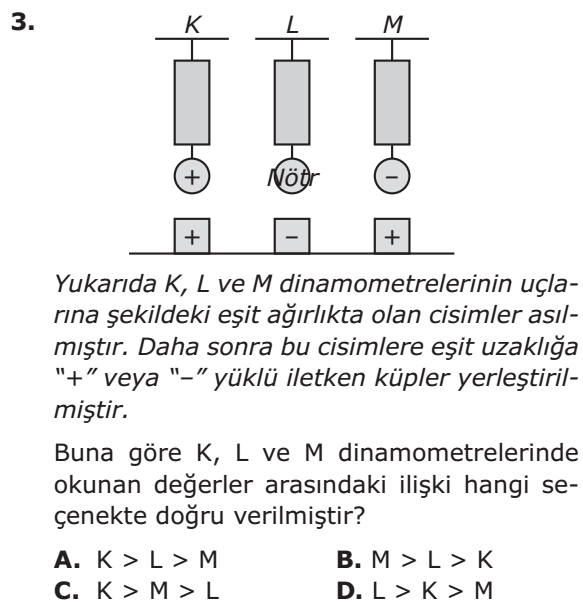 3.
K L M
+ Nötr –
+ – +
Yukarıda K, L ve M dinamometrelerinin uçla-
rına şekildeki eşit ağırlıkta olan cisimler asıl-
mıştır. Daha sonra bu cisimlere eşit uzaklığa
“+” veya “–” yüklü iletken küpler yerleştiril-
miştir.
Buna göre K, L ve M dinamometrelerinde
okunan değerler arasındaki ilişki hangi se-
çenekte doğru verilmiştir?
A. K > L > M B. M > L > K
C. K > M > L D. L > K > M